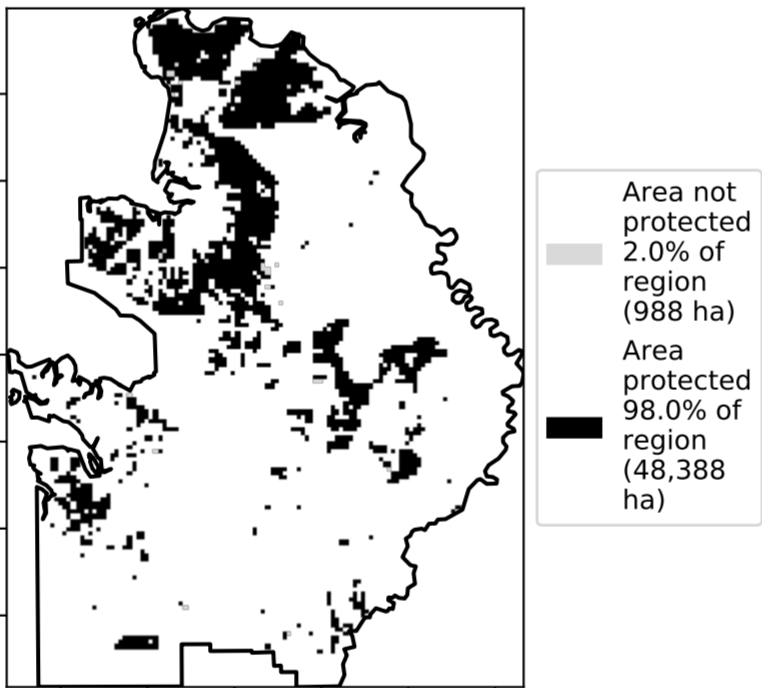 Area not
protected
2.0% of
region
(988 ha)
Area
protected
98.0% of
region
(48,388
ha)